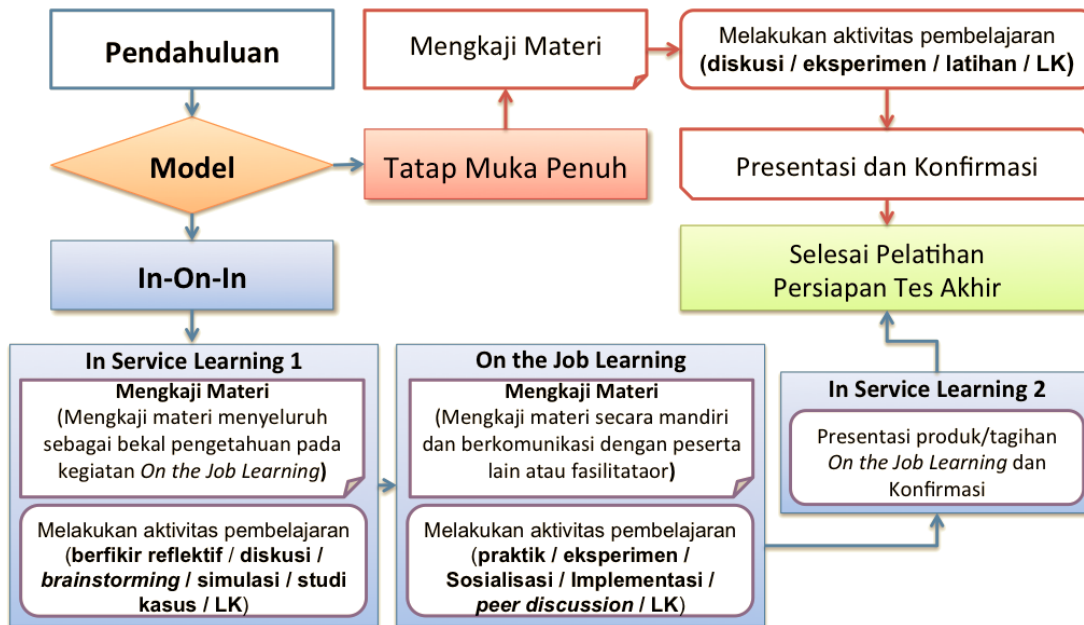 Pendahuluan
Model
Tatap Muka Penuh
Mengkaji Materi
Melakukan aktivitas pembelajaran
(diskusi / eksperimen / latihan / LK)
Presentasi dan Konfirmasi
Selesai Pelatihan
Persiapan Tes Akhir
In-On-In
In Service Learning 1
Mengkaji Materi
(Mengkaji materi menyeluruh
sebagai bekal pengetahuan pada
kegiatan On the Job Learning)
Melakukan aktivitas pembelajaran
(berfikir reflektif / diskusi /
brainstorming / simulasi / studi
kasus / LK)
On the Job Learning
Mengkaji Materi
(Mengkaji materi secara mandiri
dan berkomunikasi dengan peserta
lain atau fasilitataor)
Melakukan aktivitas pembelajaran
(praktik / eksperimen /
Sosialisasi / Implementasi /
peer discussion / LK)
In Service Learning 2
Presentasi produk/tagihan
On the Job Learning dan
Konfirmasi